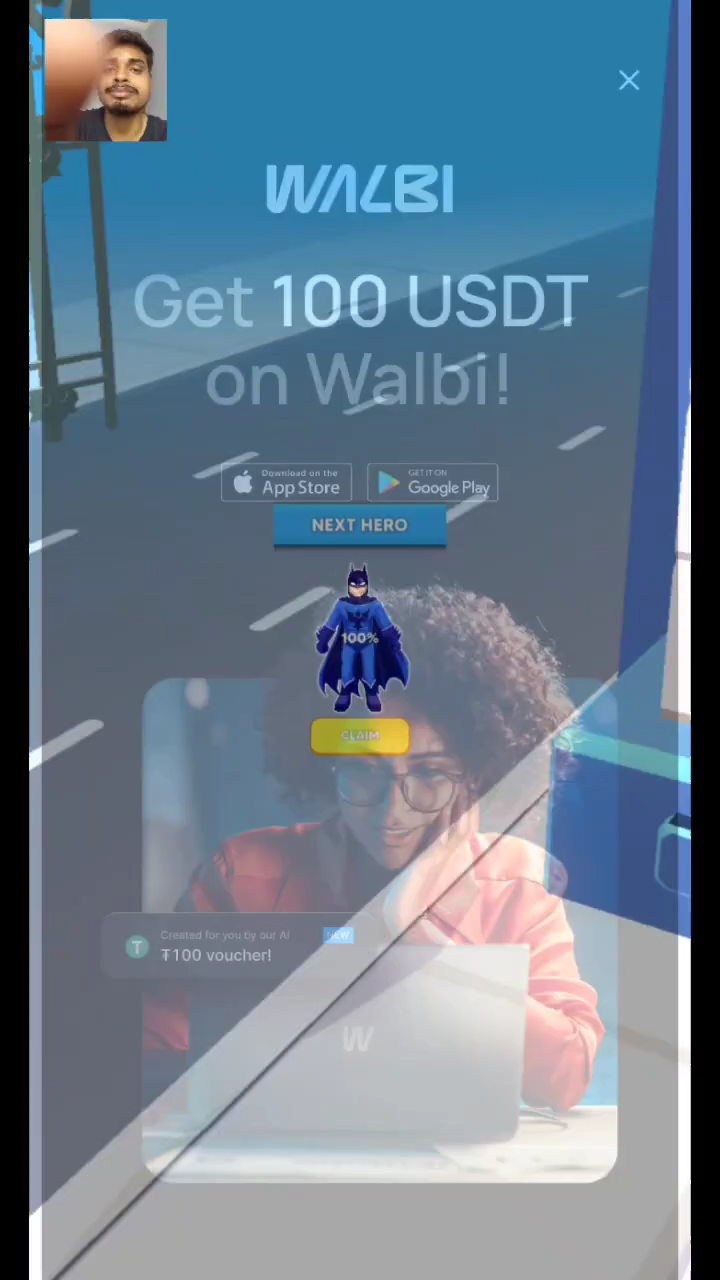 WALBI
Get 100 USDT
on Walbi!
Download on the
App Store
GET IT ON
Google Play
NEXT HERO
100%
CLAIM
Created for you by our AI
NEW
T
₮100 voucher!
W